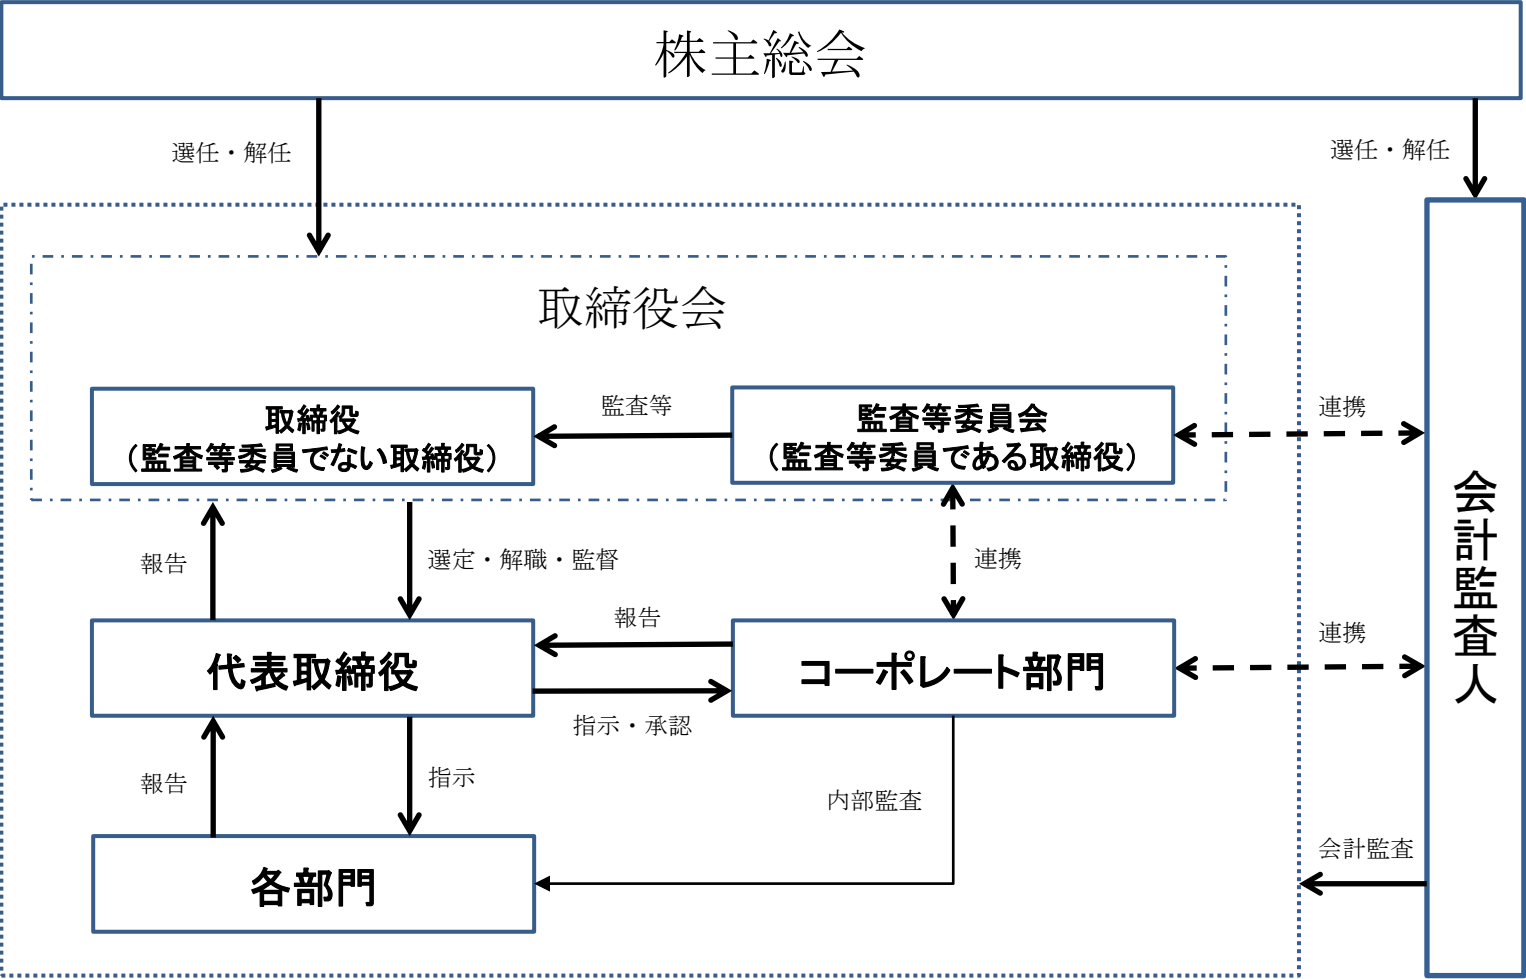 株主総会
選任・解任
選任・解任
取締役会
取締役
（監査等委員でない取締役）
監査等
監査等委員会
（監査等委員である取締役）
連携
会計監査人
報告
選定・解職・監督
連携
報告
代表取締役
コーポレート部門
連携
指示・承認
報告
指示
内部監査
会計監査
各部門